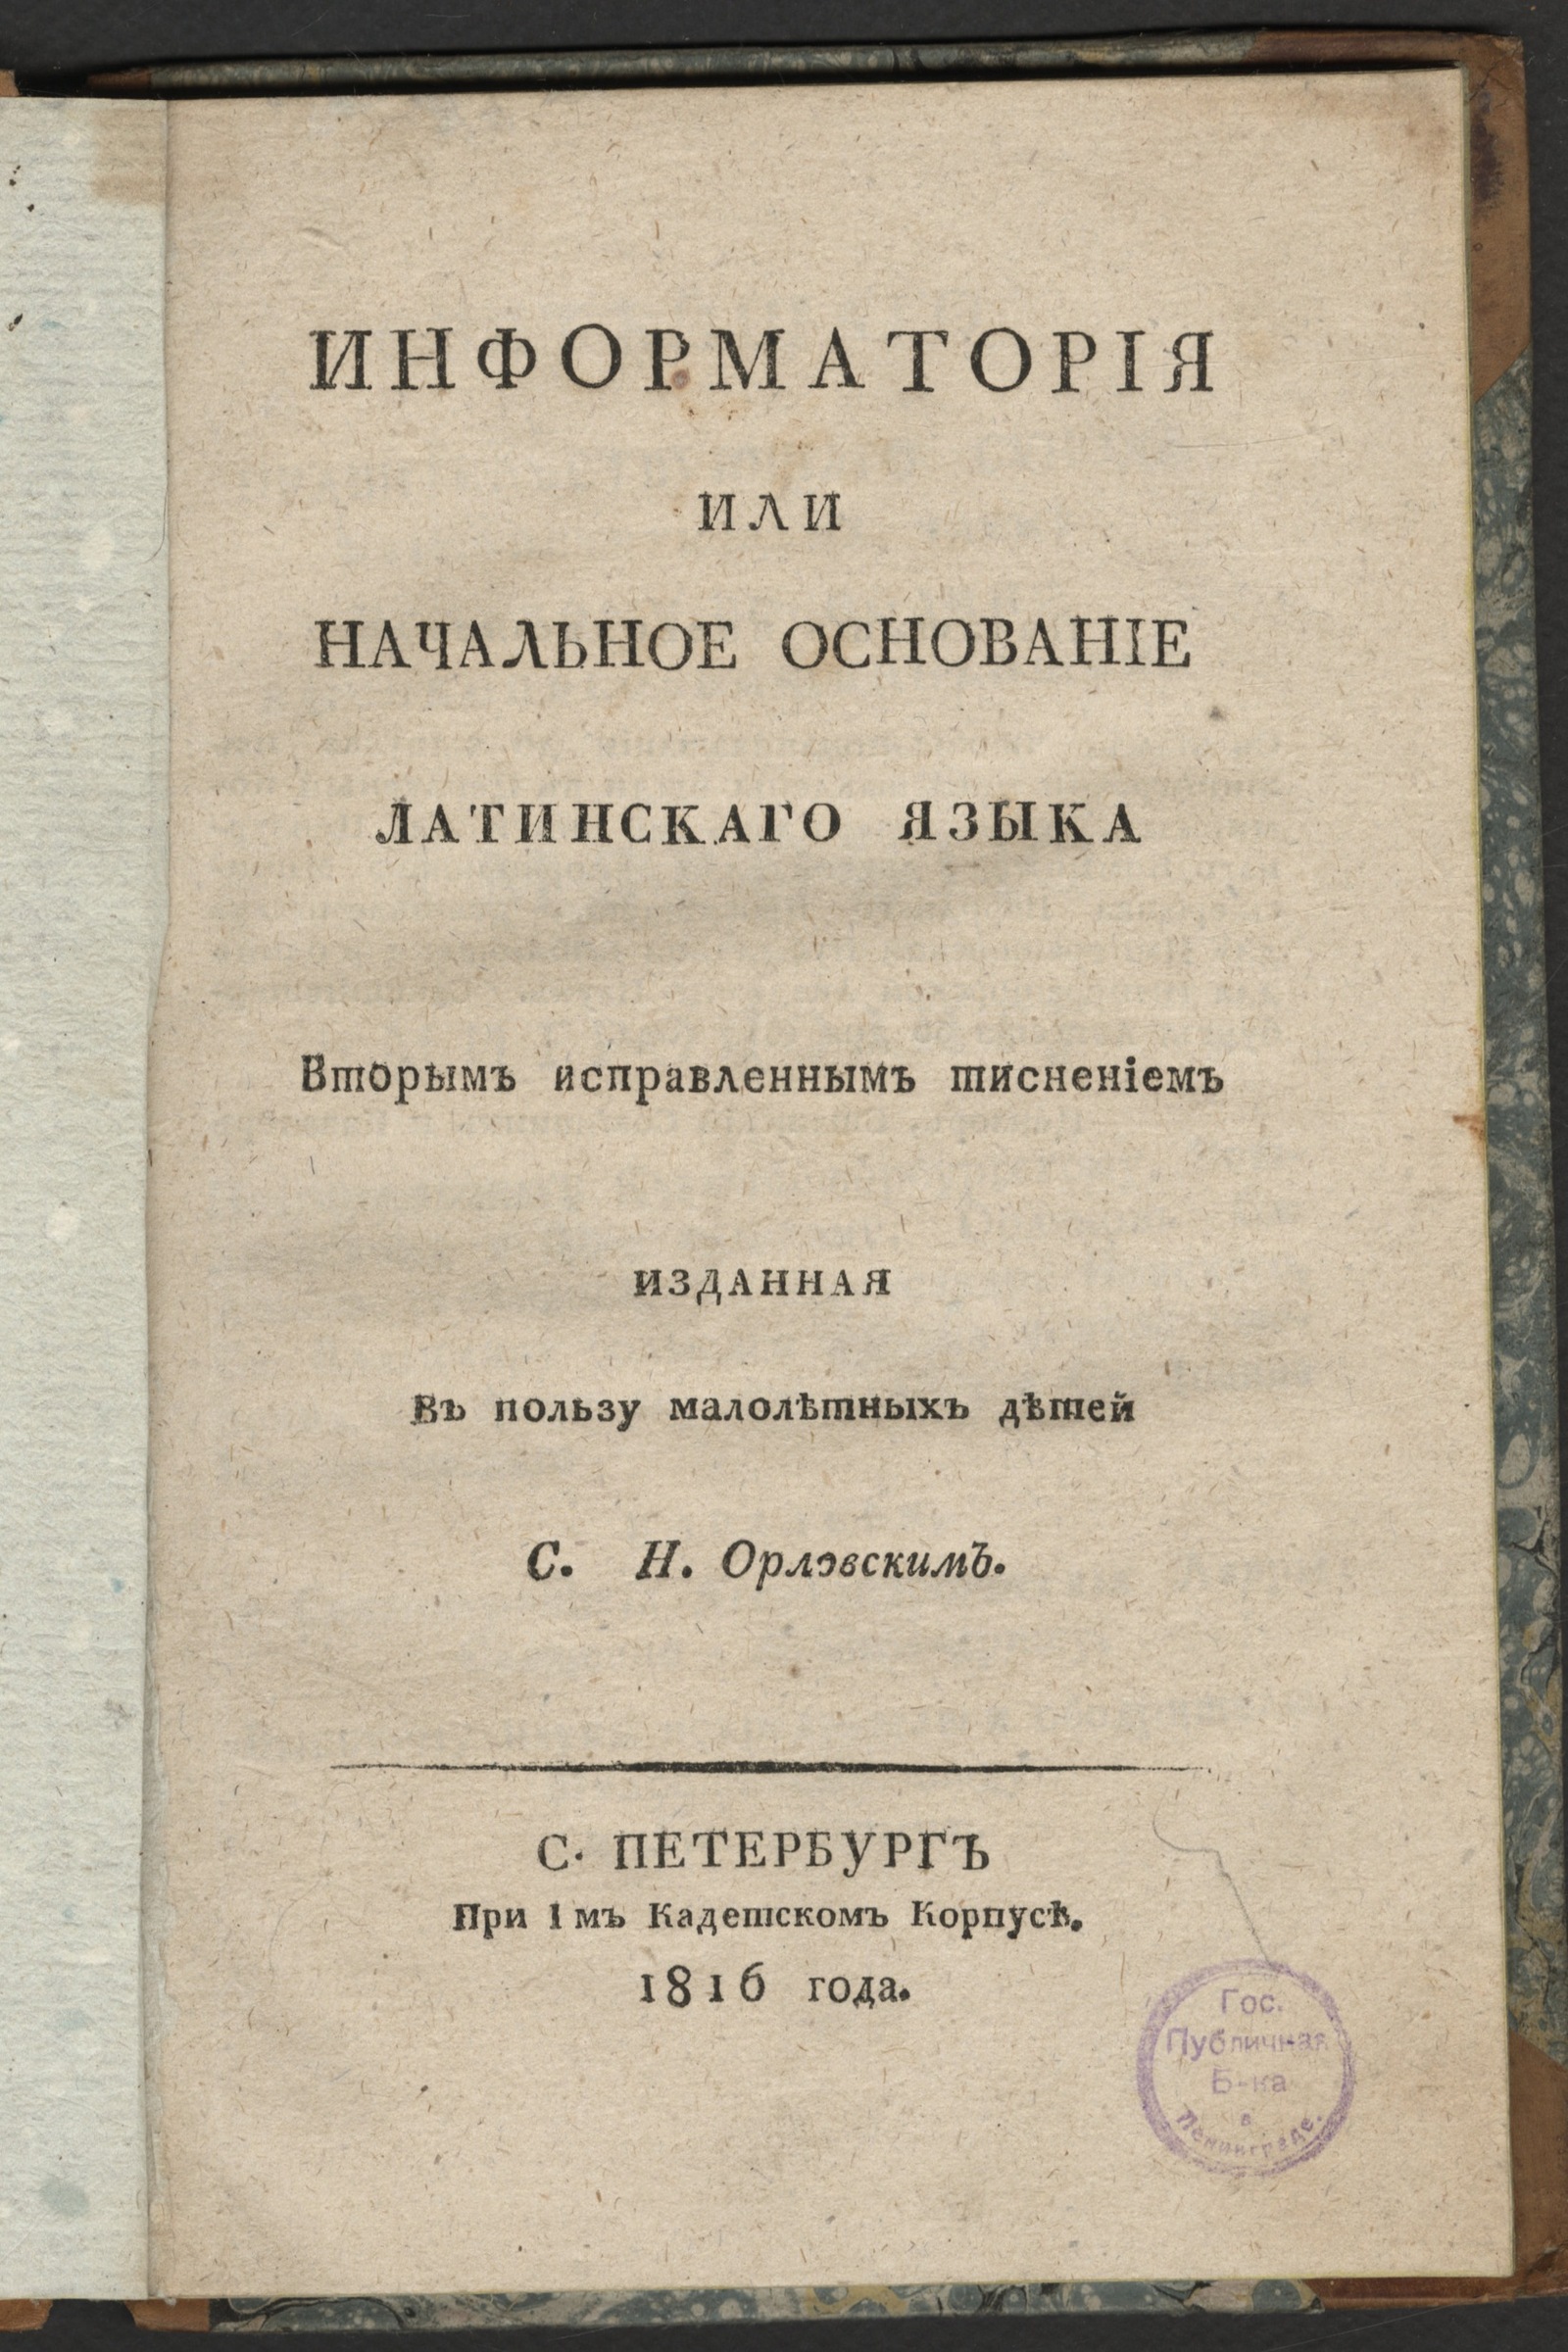 ИНФОРМАТОРІЯ
ИЛИ
НАЧАЛЬНОЕ ОСНОВАНІЕ
ЛАТИНСКАГО ЯЗЫКА
Вторымъ исправленнымъ тисненіемъ
ИЗДАННАЯ
Въ пользу малолѣтныхъ дѣтей
С. Н. Орловскимъ.
С. ПЕТЕРБУРГЪ
При 1мъ Кадетскомъ Корпусѣ.
1816 года.
Гос.
Публичная
Б-ка
в
Ленинграде.